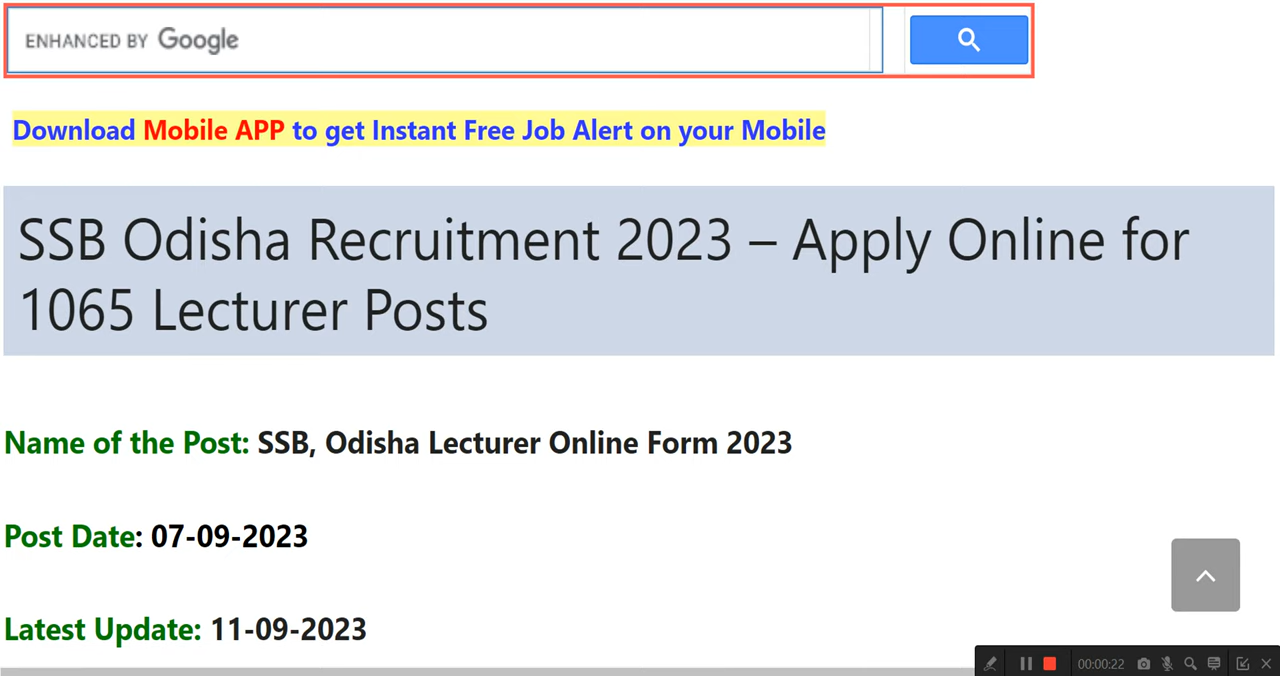 ENHANCED BY Google
Download Mobile APP to get Instant Free Job Alert on your Mobile
SSB Odisha Recruitment 2023 – Apply Online for
1065 Lecturer Posts
Name of the Post: SSB, Odisha Lecturer Online Form 2023
Post Date: 07-09-2023
Latest Update: 11-09-2023
00:00:22